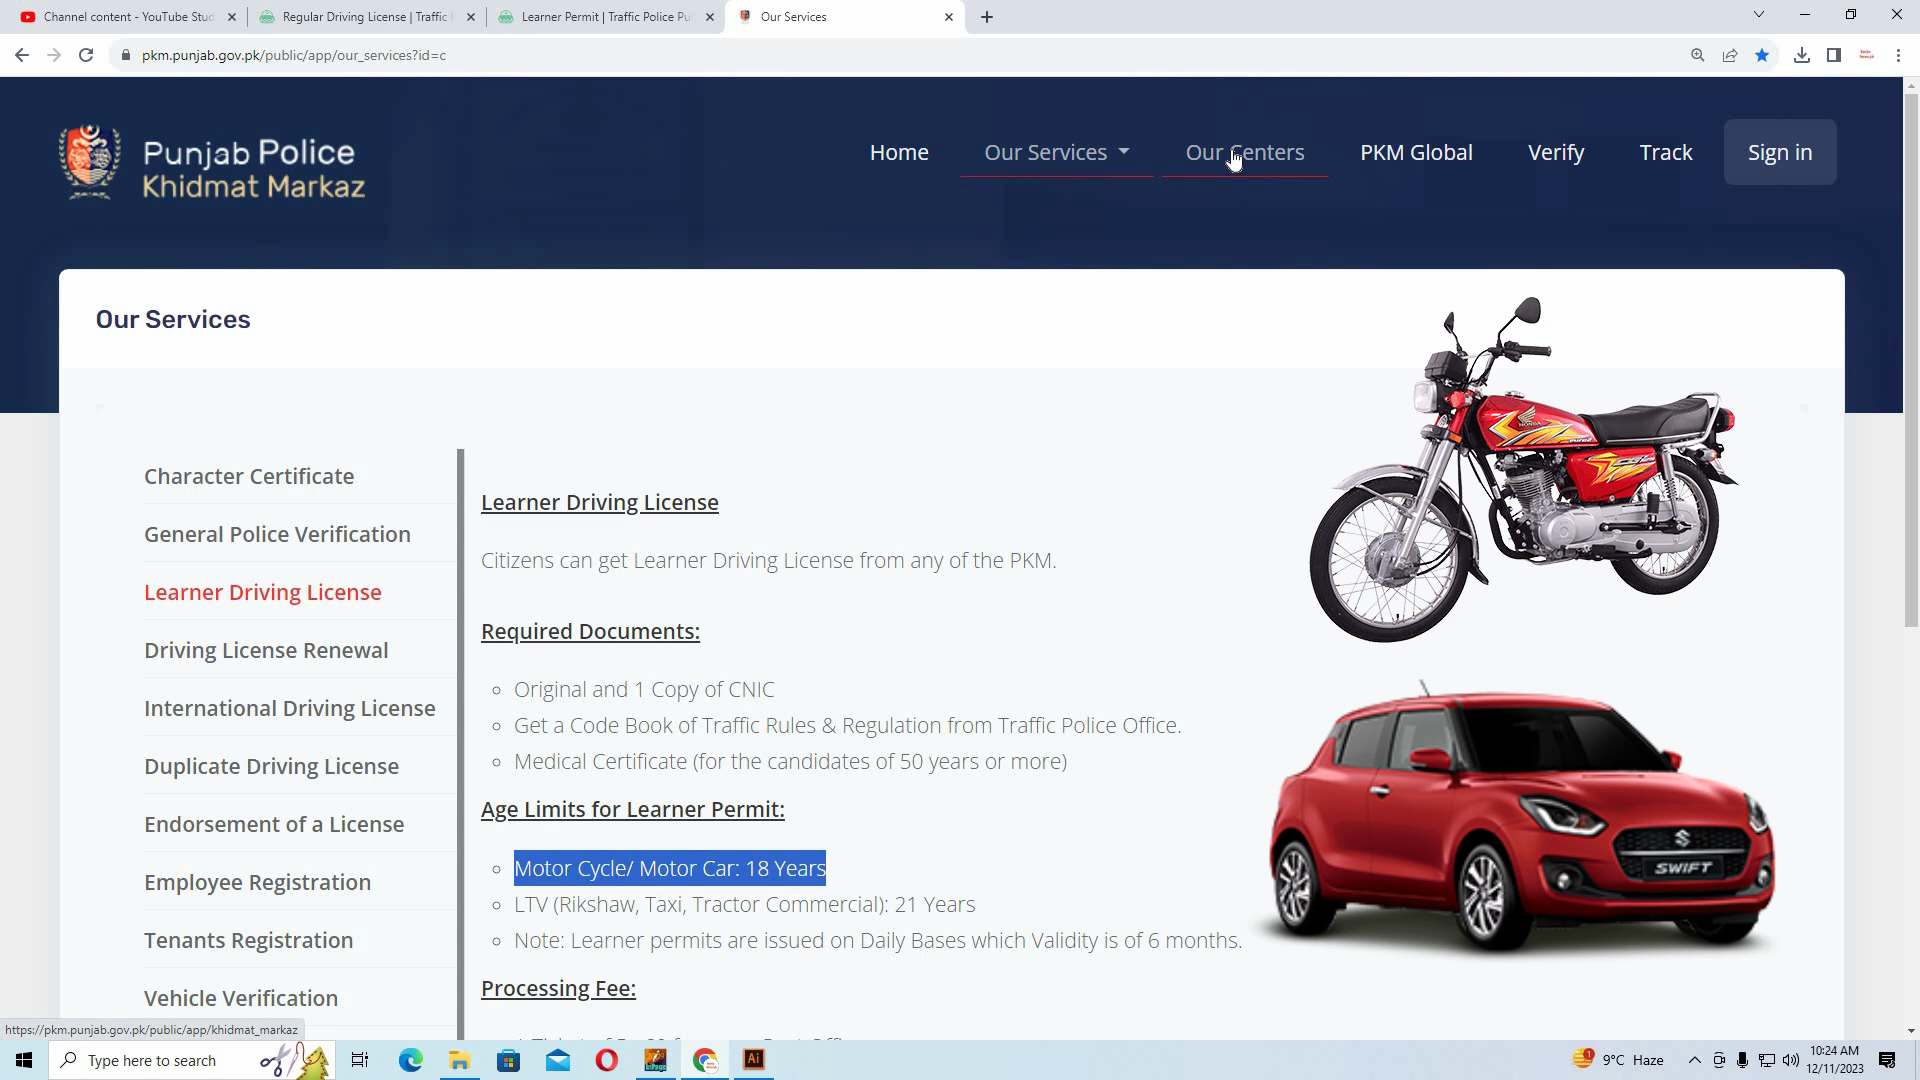 Channel content - YouTube Stu
Regular Driving License | Traffic
Learner Permit | Traffic Police Pu
Our Services
pkm.punjab.gov.pk/public/app/our_services?id=c
Punjab Police
Khidmat Markaz
Home
Our Services
Our Centers
PKM Global
Verify
Track
Sign in
Our Services
Character Certificate
General Police Verification
Learner Driving License
Driving License Renewal
International Driving License
Duplicate Driving License
Endorsement of a License
Employee Registration
Tenants Registration
Vehicle Verification
Learner Driving License
Citizens can get Learner Driving License from any of the PKM.
Required Documents:
Original and 1 Copy of CNIC
Get a Code Book of Traffic Rules & Regulation from Traffic Police Office.
Medical Certificate (for the candidates of 50 years or more)
Age Limits for Learner Permit:
Motor Cycle/ Motor Car: 18 Years
LTV (Rikshaw, Taxi, Tractor Commercial): 21 Years
Note: Learner permits are issued on Daily Bases which Validity is of 6 months.
Processing Fee:
HONDA
SWIFT
https://pkm.punjab.gov.pk/public/app/khidmat_markaz
Type here to search
Ai
1
9°C Haze
10:24 AM
12/11/2023